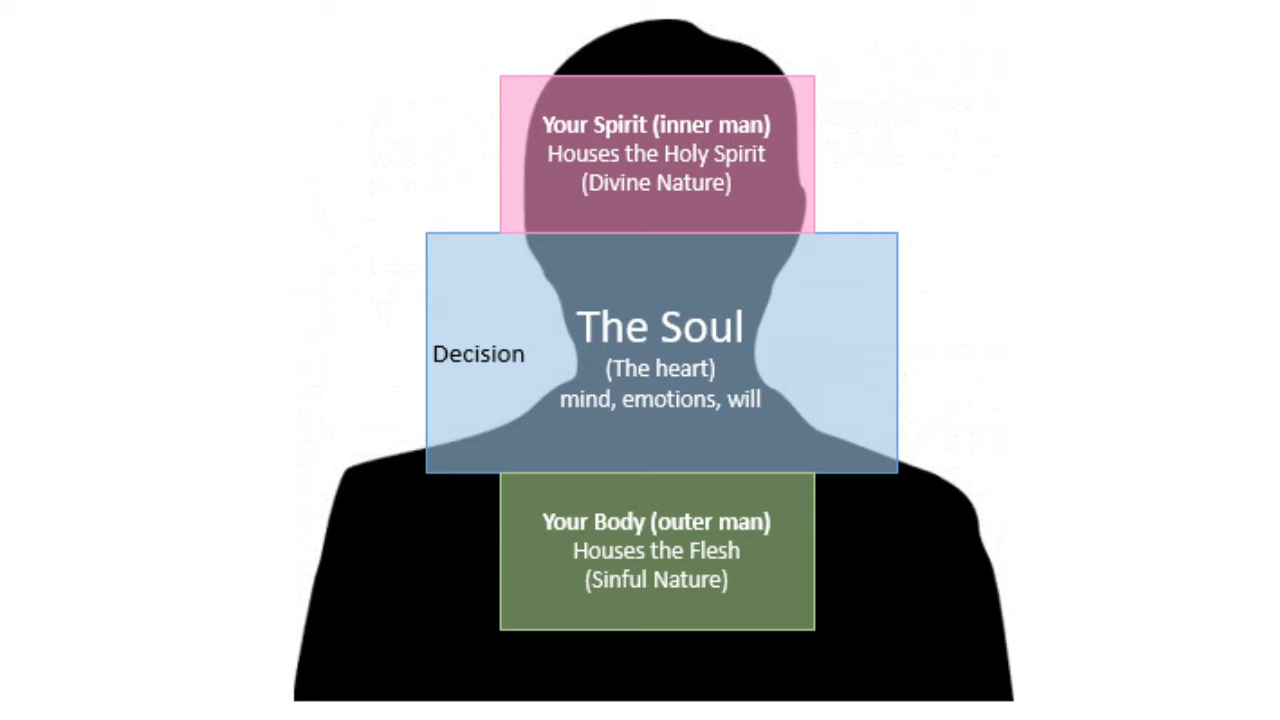 Your Spirit (inner man)
Houses the Holy Spirit
(Divine Nature)
The Soul
Decision
(The heart)
mind, emotions, will
Your Body (outer man)
Houses the Flesh
(Sinful Nature)